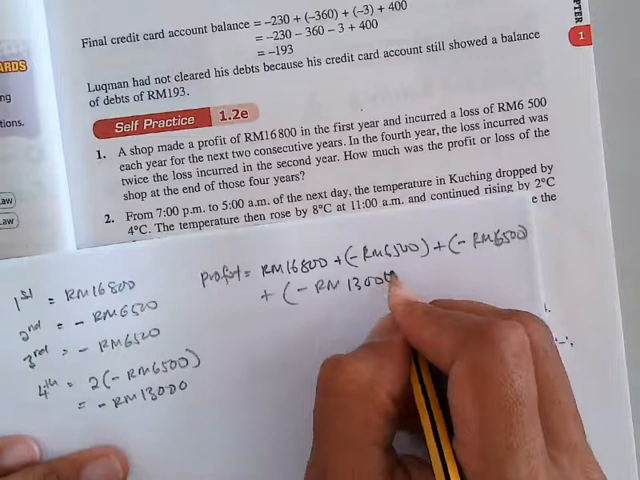 Final credit card account balance = –230 + (–360) + (–3) + 400
= –230 – 360 – 3 + 400
= –193
Luqman had not cleared his debts because his credit card account still showed a balance
of debts of RM193.
PTER
1
ARDS
ng
tions.
aw
Law
Self Practice 1.2e
1. A shop made a profit of RM16 800 in the first year and incurred a loss of RM6 500
each year for the next two consecutive years. In the fourth year, the loss incurred was
twice the loss incurred in the second year. How much was the profit or loss of the
shop at the end of those four years?
2. From 7:00 p.m. to 5:00 a.m. of the next day, the temperature in Kuching dropped by
4°C. The temperature then rose by 8°C at 11:00 a.m. and continued rising by 2°C
e the
1st = RM16800
2nd = – RM6500
3rd = – RM6500
4th = 2(– RM6500)
= – RM13000
profit = RM16800 + (– RM6500) + (– RM6500)
+ (– RM 13000